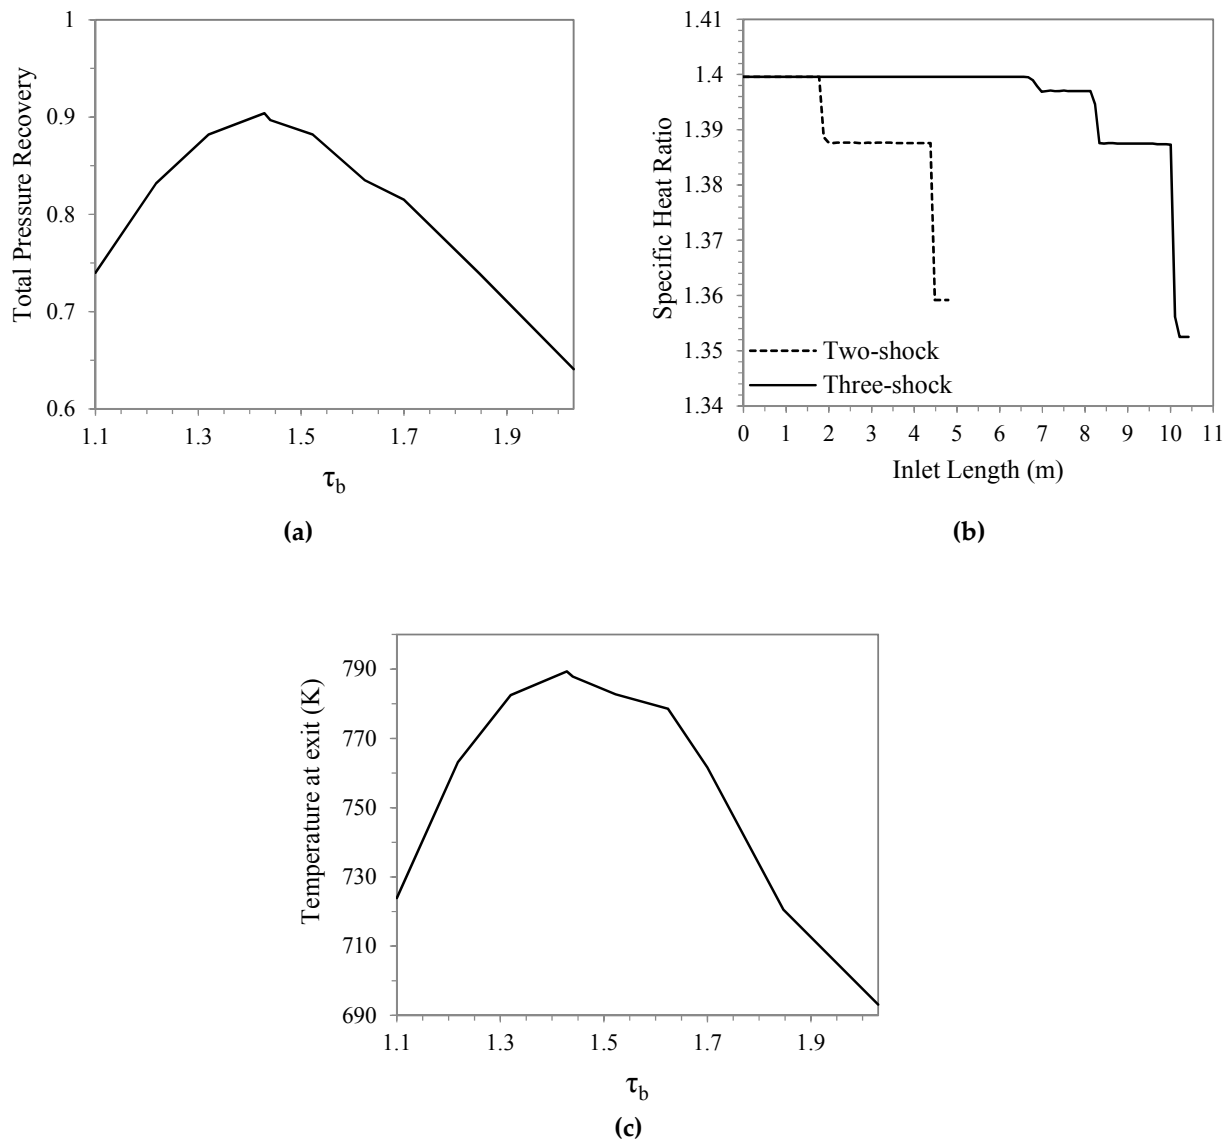 1
0.9
0.8
0.7
0.6
Total Pressure Recovery
1.1 1.3 1.5 1.7 1.9
τb
(a)
1.41
1.4
1.39
1.38
1.37
1.36
1.35
1.34
Specific Heat Ratio
Two-shock
Three-shock
0 1 2 3 4 5 6 7 8 9 10 11
Inlet Length (m)
(b)
790
770
750
730
710
690
Temperature at exit (K)
1.1 1.3 1.5 1.7 1.9
τb
(c)